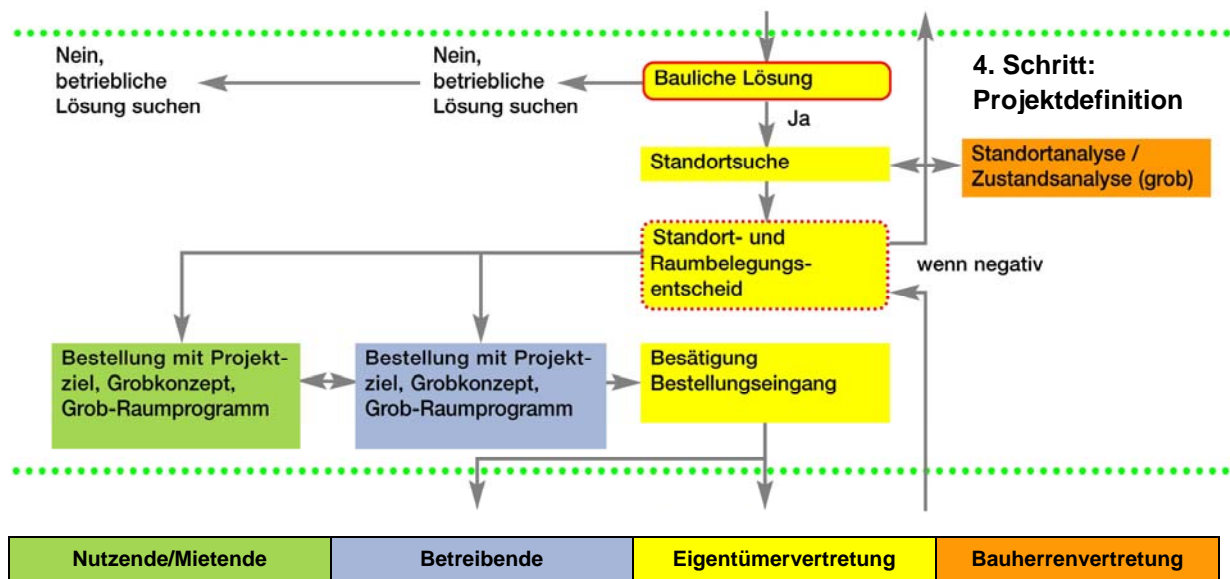 Nein,
betriebliche
Lösung suchen
Nein,
betriebliche
Lösung suchen
Bauliche Lösung
4. Schritt:
Projektdefinition
Ja
Standortsuche
Standortanalyse /
Zustandsanalyse (grob)
Standort- und
Raumbelegungs-
entscheid
wenn negativ
Bestellung mit Projekt-
ziel, Grobkonzept,
Grob-Raumprogramm
Bestellung mit Projekt-
ziel, Grobkonzept,
Grob-Raumprogramm
Besätigung
Bestellungseingang
Nutzende/Mietende
Betreibende
Eigentümervertretung
Bauherrenvertretung